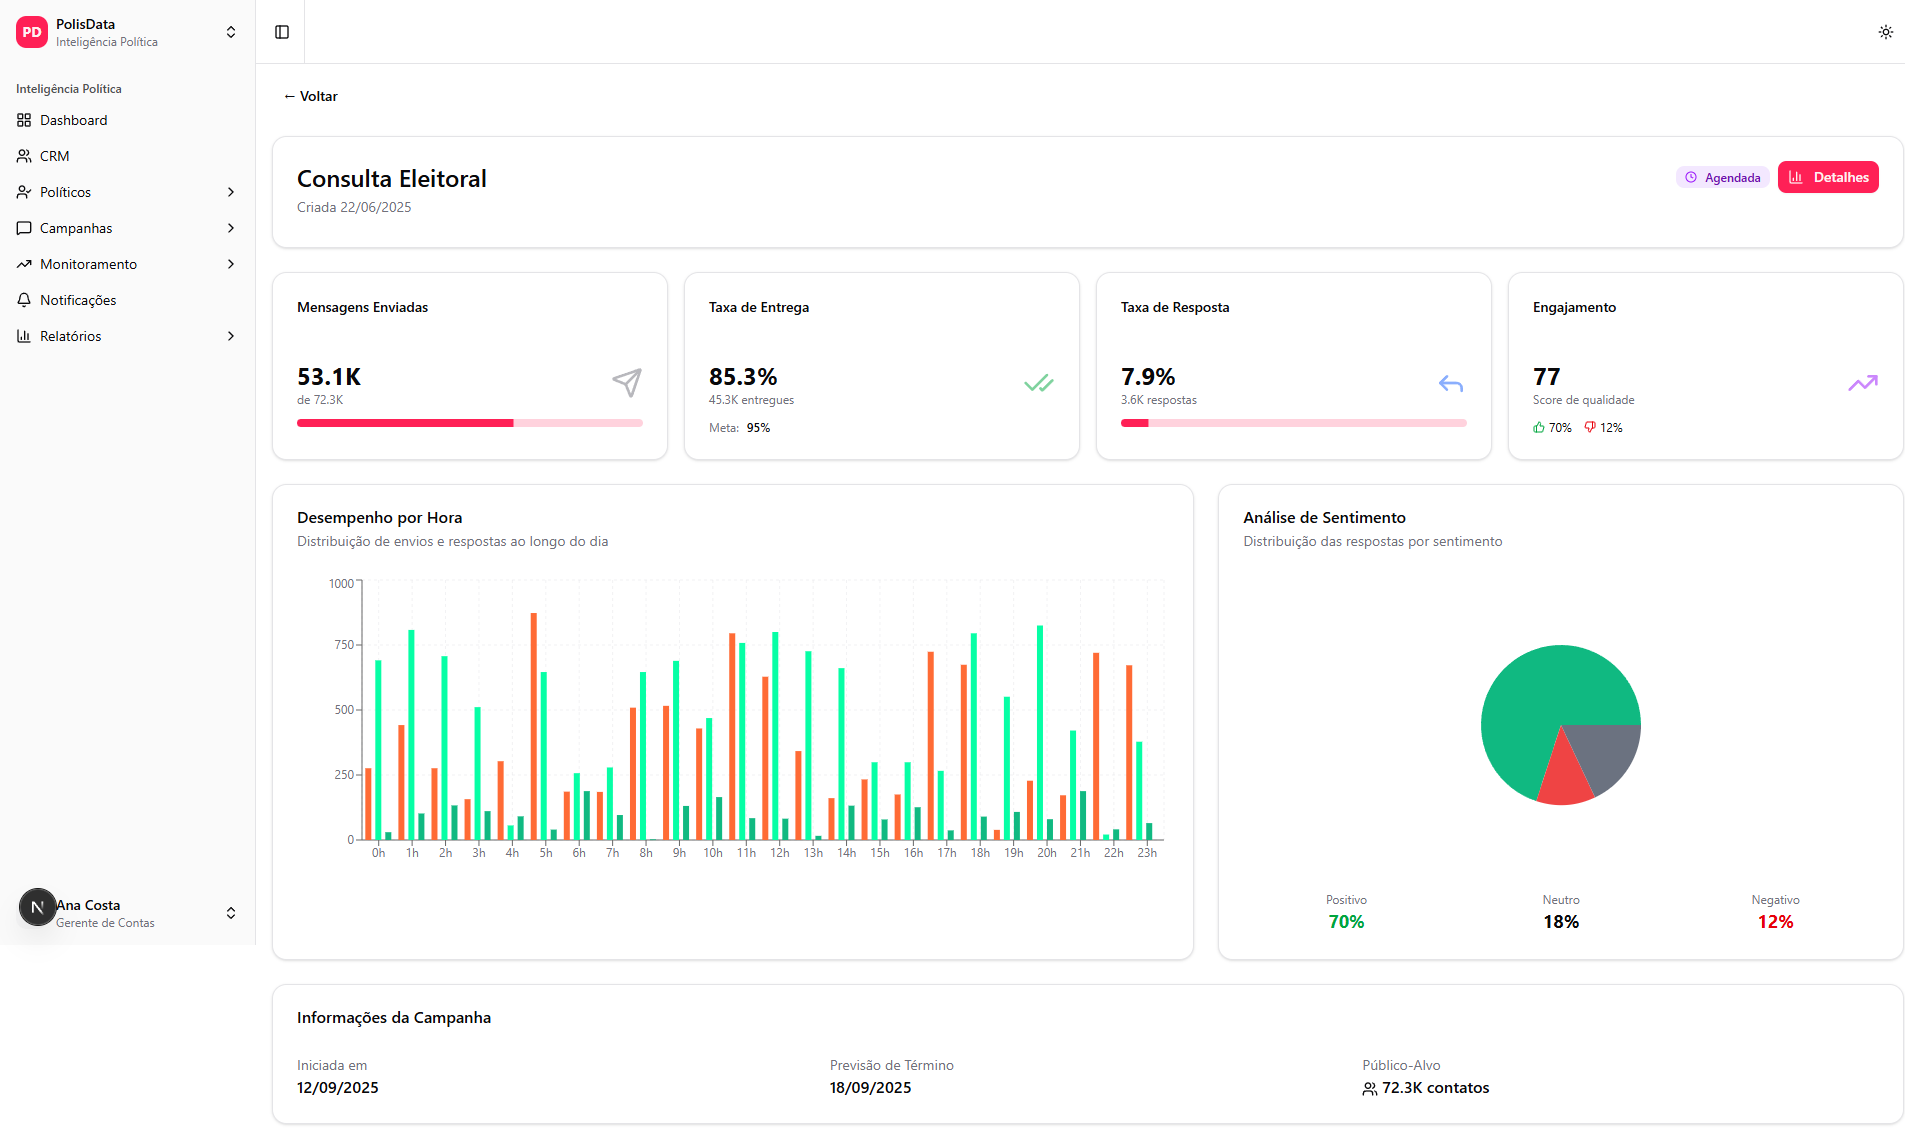 PD
PolisData
Inteligência Política
Inteligência Política
Dashboard
CRM
Políticos
Campanhas
Monitoramento
Notificações
Relatórios
N
Ana Costa
Gerente de Contas
← Voltar
Consulta Eleitoral
Criada 22/06/2025
Agendada
Detalhes
Mensagens Enviadas
53.1K
de 72.3K
Taxa de Entrega
85.3%
45.3K entregues
Meta: 95%
Taxa de Resposta
7.9%
3.6K respostas
Engajamento
77
Score de qualidade
70% 12%
Desempenho por Hora
Distribuição de envios e respostas ao longo do dia
1000
750
500
250
0
0h 1h 2h 3h 4h 5h 6h 7h 8h 9h 10h 11h 12h 13h 14h 15h 16h 17h 18h 19h 20h 21h 22h 23h
Análise de Sentimento
Distribuição das respostas por sentimento
Positivo
70%
Neutro
18%
Negativo
12%
Informações da Campanha
Iniciada em
12/09/2025
Previsão de Término
18/09/2025
Público-Alvo
72.3K contatos